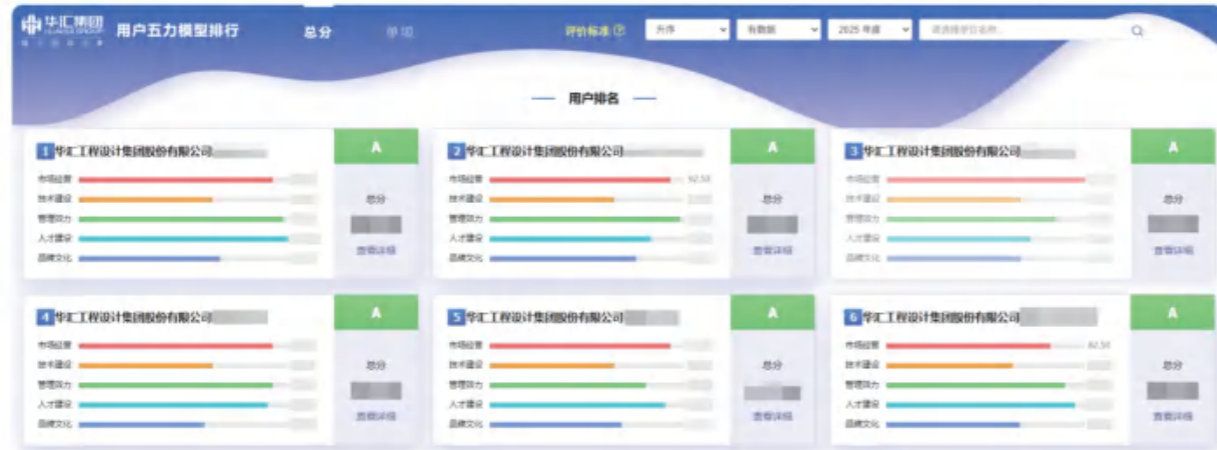 华汇集团
HUAHUI GROUP
用户五力模型排行 总分 单项 评价标准 升序 有数据 2025 年度
用户排名
1 华汇工程设计集团股份有限公司 A
市场经营
技术建设 总分
管理效力
人才建设
品牌文化 查看详细
2 华汇工程设计集团股份有限公司 A
市场经营 92.50
技术建设 总分
管理效力
人才建设
品牌文化 查看详细
3 华汇工程设计集团股份有限公司 A
市场经营
技术建设 总分
管理效力
人才建设
品牌文化 查看详细
4 华汇工程设计集团股份有限公司 A
市场经营
技术建设 总分
管理效力
人才建设
品牌文化 查看详细
5 华汇工程设计集团股份有限公司 A
市场经营
技术建设 总分
管理效力
人才建设
品牌文化 查看详细
6 华汇工程设计集团股份有限公司 A
市场经营 82.50
技术建设 总分
管理效力
人才建设
品牌文化 查看详细